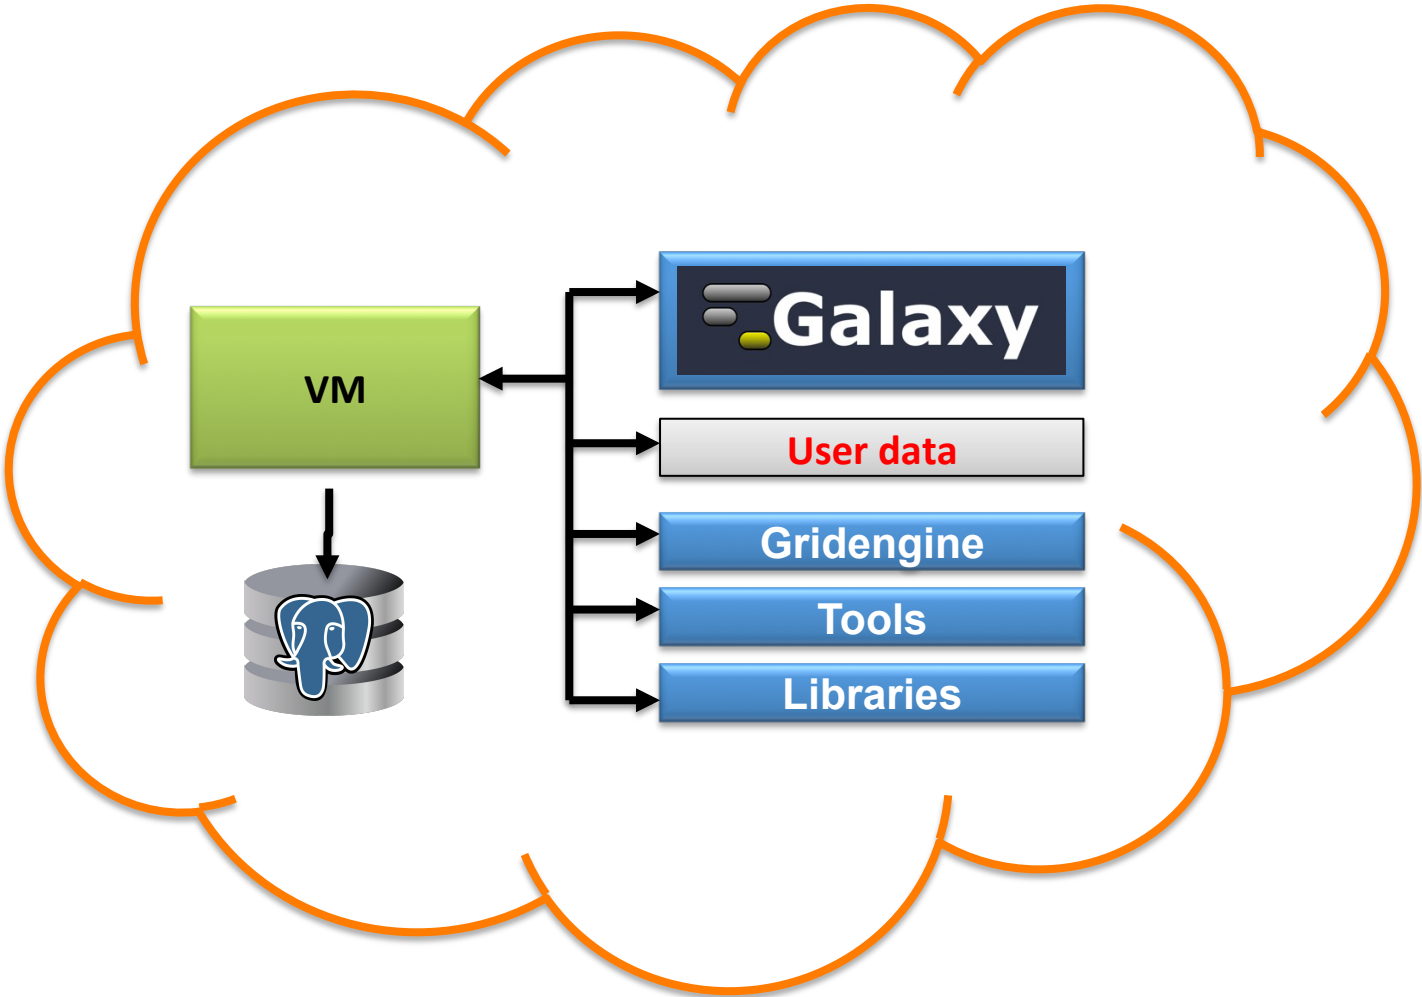 Galaxy
VM
User data
Gridengine
Tools
Libraries